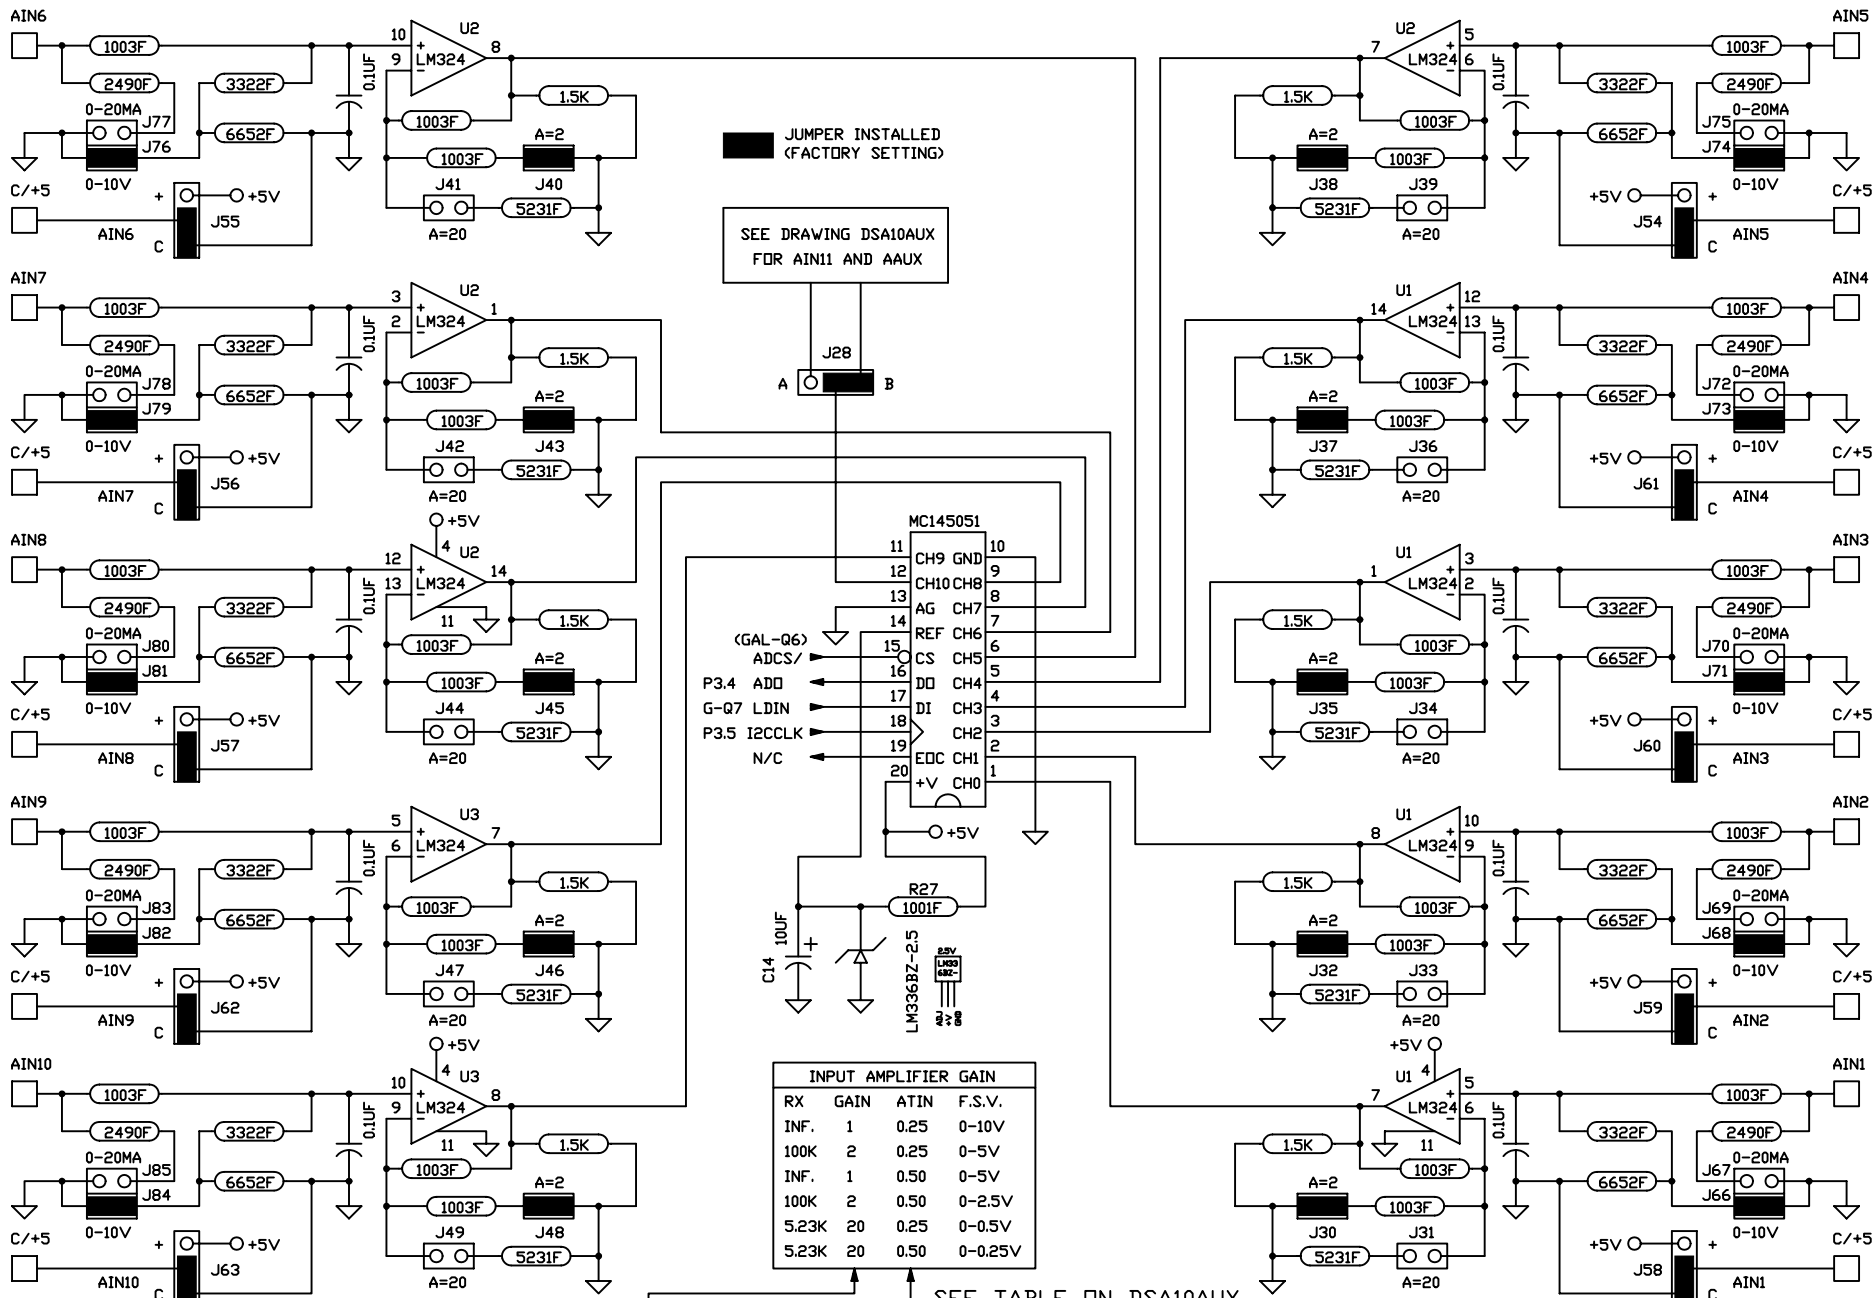 AIN6
1003F
2490F
3322F
0-20MA
J77
J76
6652F
0-10V
C/+5
+
+5V
J55
AIN6
C
0.1UF
10
+
9
-
U2
LM324
8
1.5K
1003F
A=2
1003F
J41
J40
5231F
A=20
JUMPER INSTALLED
(FACTORY SETTING)
SEE DRAWING DSA10AUX
FOR AIN11 AND AAUX
J28
A
B
AIN5
1003F
2490F
3322F
0-20MA
J75
J74
6652F
0-10V
C/+5
+5V
+
J54
AIN5
C
0.1UF
5
+
6
-
U2
LM324
7
1.5K
1003F
A=2
1003F
J38
J39
5231F
A=20
AIN7
1003F
2490F
3322F
0-20MA
J78
J79
6652F
0-10V
C/+5
+
+5V
J56
AIN7
C
0.1UF
3
+
2
-
U2
LM324
1
1.5K
1003F
A=2
1003F
J42
J43
5231F
A=20
AIN4
1003F
2490F
3322F
0-20MA
J72
J73
6652F
0-10V
C/+5
+5V
+
J61
AIN4
C
0.1UF
12
+
13
-
U1
LM324
14
1.5K
1003F
A=2
1003F
J37
J36
5231F
A=20
AIN8
1003F
2490F
3322F
0-20MA
J80
J81
6652F
0-10V
C/+5
+
+5V
J57
AIN8
C
0.1UF
+5V
4
12
+
13
-
U2
LM324
14
11
1.5K
1003F
A=2
1003F
J44
J45
5231F
A=20
MC145051
11 CH9 GND 10
12 CH10 CH8 9
13 AG CH7 8
14 REF CH6 7
(GAL-Q6)
ADCS/ 15 CS CH5 6
P3.4 ADO 16 DO CH4 5
G-Q7 LDIN 17 DI CH3 4
P3.5 I2CCLK 18 CH2 3
N/C 19 EOC CH1 2
20 +V CH0 1
+5V
R27
1001F
C14 10UF
+
LM336BZ-2.5
2.5V
LM33
6BZ-
ADJ
+V
GND
AIN3
1003F
2490F
3322F
0-20MA
J70
J71
6652F
0-10V
C/+5
+5V
+
J60
AIN3
C
0.1UF
3
+
2
-
U1
LM324
1
1.5K
1003F
A=2
1003F
J35
J34
5231F
A=20
AIN9
1003F
2490F
3322F
0-20MA
J83
J82
6652F
0-10V
C/+5
+
+5V
J62
AIN9
C
0.1UF
5
+
6
-
U3
LM324
7
1.5K
1003F
A=2
1003F
J47
J46
5231F
A=20
AIN2
1003F
2490F
3322F
0-20MA
J69
J68
6652F
0-10V
C/+5
+5V
+
J59
AIN2
C
0.1UF
10
+
9
-
U1
LM324
8
1.5K
1003F
A=2
1003F
J32
J33
5231F
A=20
AIN10
1003F
2490F
3322F
0-20MA
J85
J84
6652F
0-10V
C/+5
+
+5V
J63
AIN10
C
0.1UF
+5V
4
10
+
9
-
U3
LM324
8
11
1.5K
1003F
A=2
1003F
J49
J48
5231F
A=20
INPUT AMPLIFIER GAIN
RX GAIN ATIN F.S.V.
INF. 1 0.25 0-10V
100K 2 0.25 0-5V
INF. 1 0.50 0-5V
100K 2 0.50 0-2.5V
5.23K 20 0.25 0-0.5V
5.23K 20 0.50 0-0.25V
SEE TABLE ON DSA10AUX
AIN1
1003F
2490F
3322F
0-20MA
J67
J66
6652F
0-10V
C/+5
+5V
+
J58
AIN1
C
0.1UF
+5V
4
5
+
6
-
U1
LM324
7
11
1.5K
1003F
A=2
1003F
J30
J31
5231F
A=20